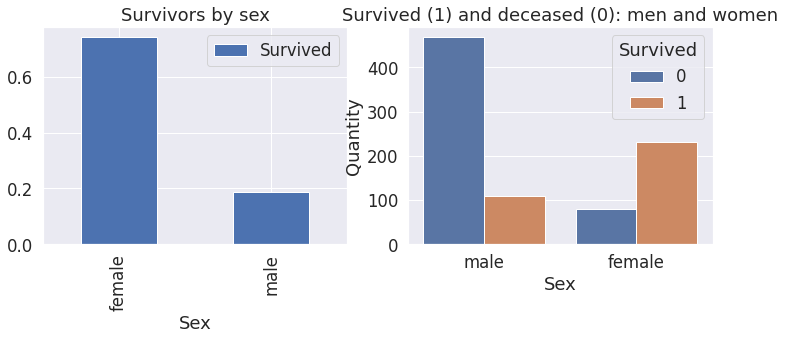 Survivors by sex
Survived
0.6
0.4
0.2
0.0
female
male
Sex
Survived (1) and deceased (0): men and women
Survived
0
1
Quantity
400
300
200
100
0
male
female
Sex